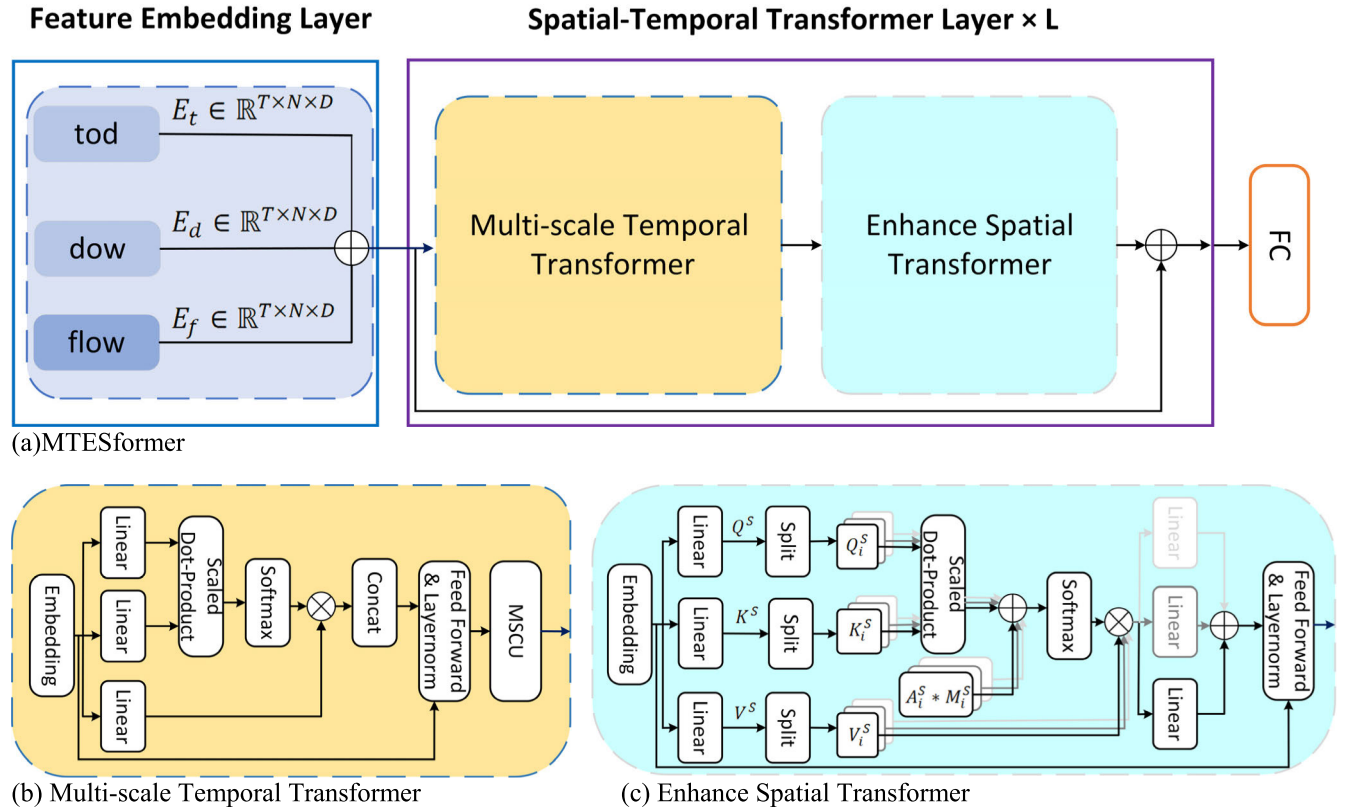 Feature Embedding Layer
Spatial-Temporal Transformer Layer × L
tod
E_t ∈ ℝ^{T×N×D}
dow
E_d ∈ ℝ^{T×N×D}
flow
E_f ∈ ℝ^{T×N×D}
Multi-scale Temporal
Transformer
Enhance Spatial
Transformer
FC
(a)MTESformer
Embedding
Linear
Linear
Linear
Scaled
Dot-Product
Softmax
Concat
Feed Forward
& Layernorm
MSCU
(b) Multi-scale Temporal Transformer
Embedding
Linear
Q^S
Split
Q_i^S
Linear
K^S
Split
K_i^S
Linear
V^S
Split
V_i^S
Scaled
Dot-Product
A_i^S * M_i^S
Softmax
Linear
Linear
Linear
Feed Forward
& Layernorm
(c) Enhance Spatial Transformer